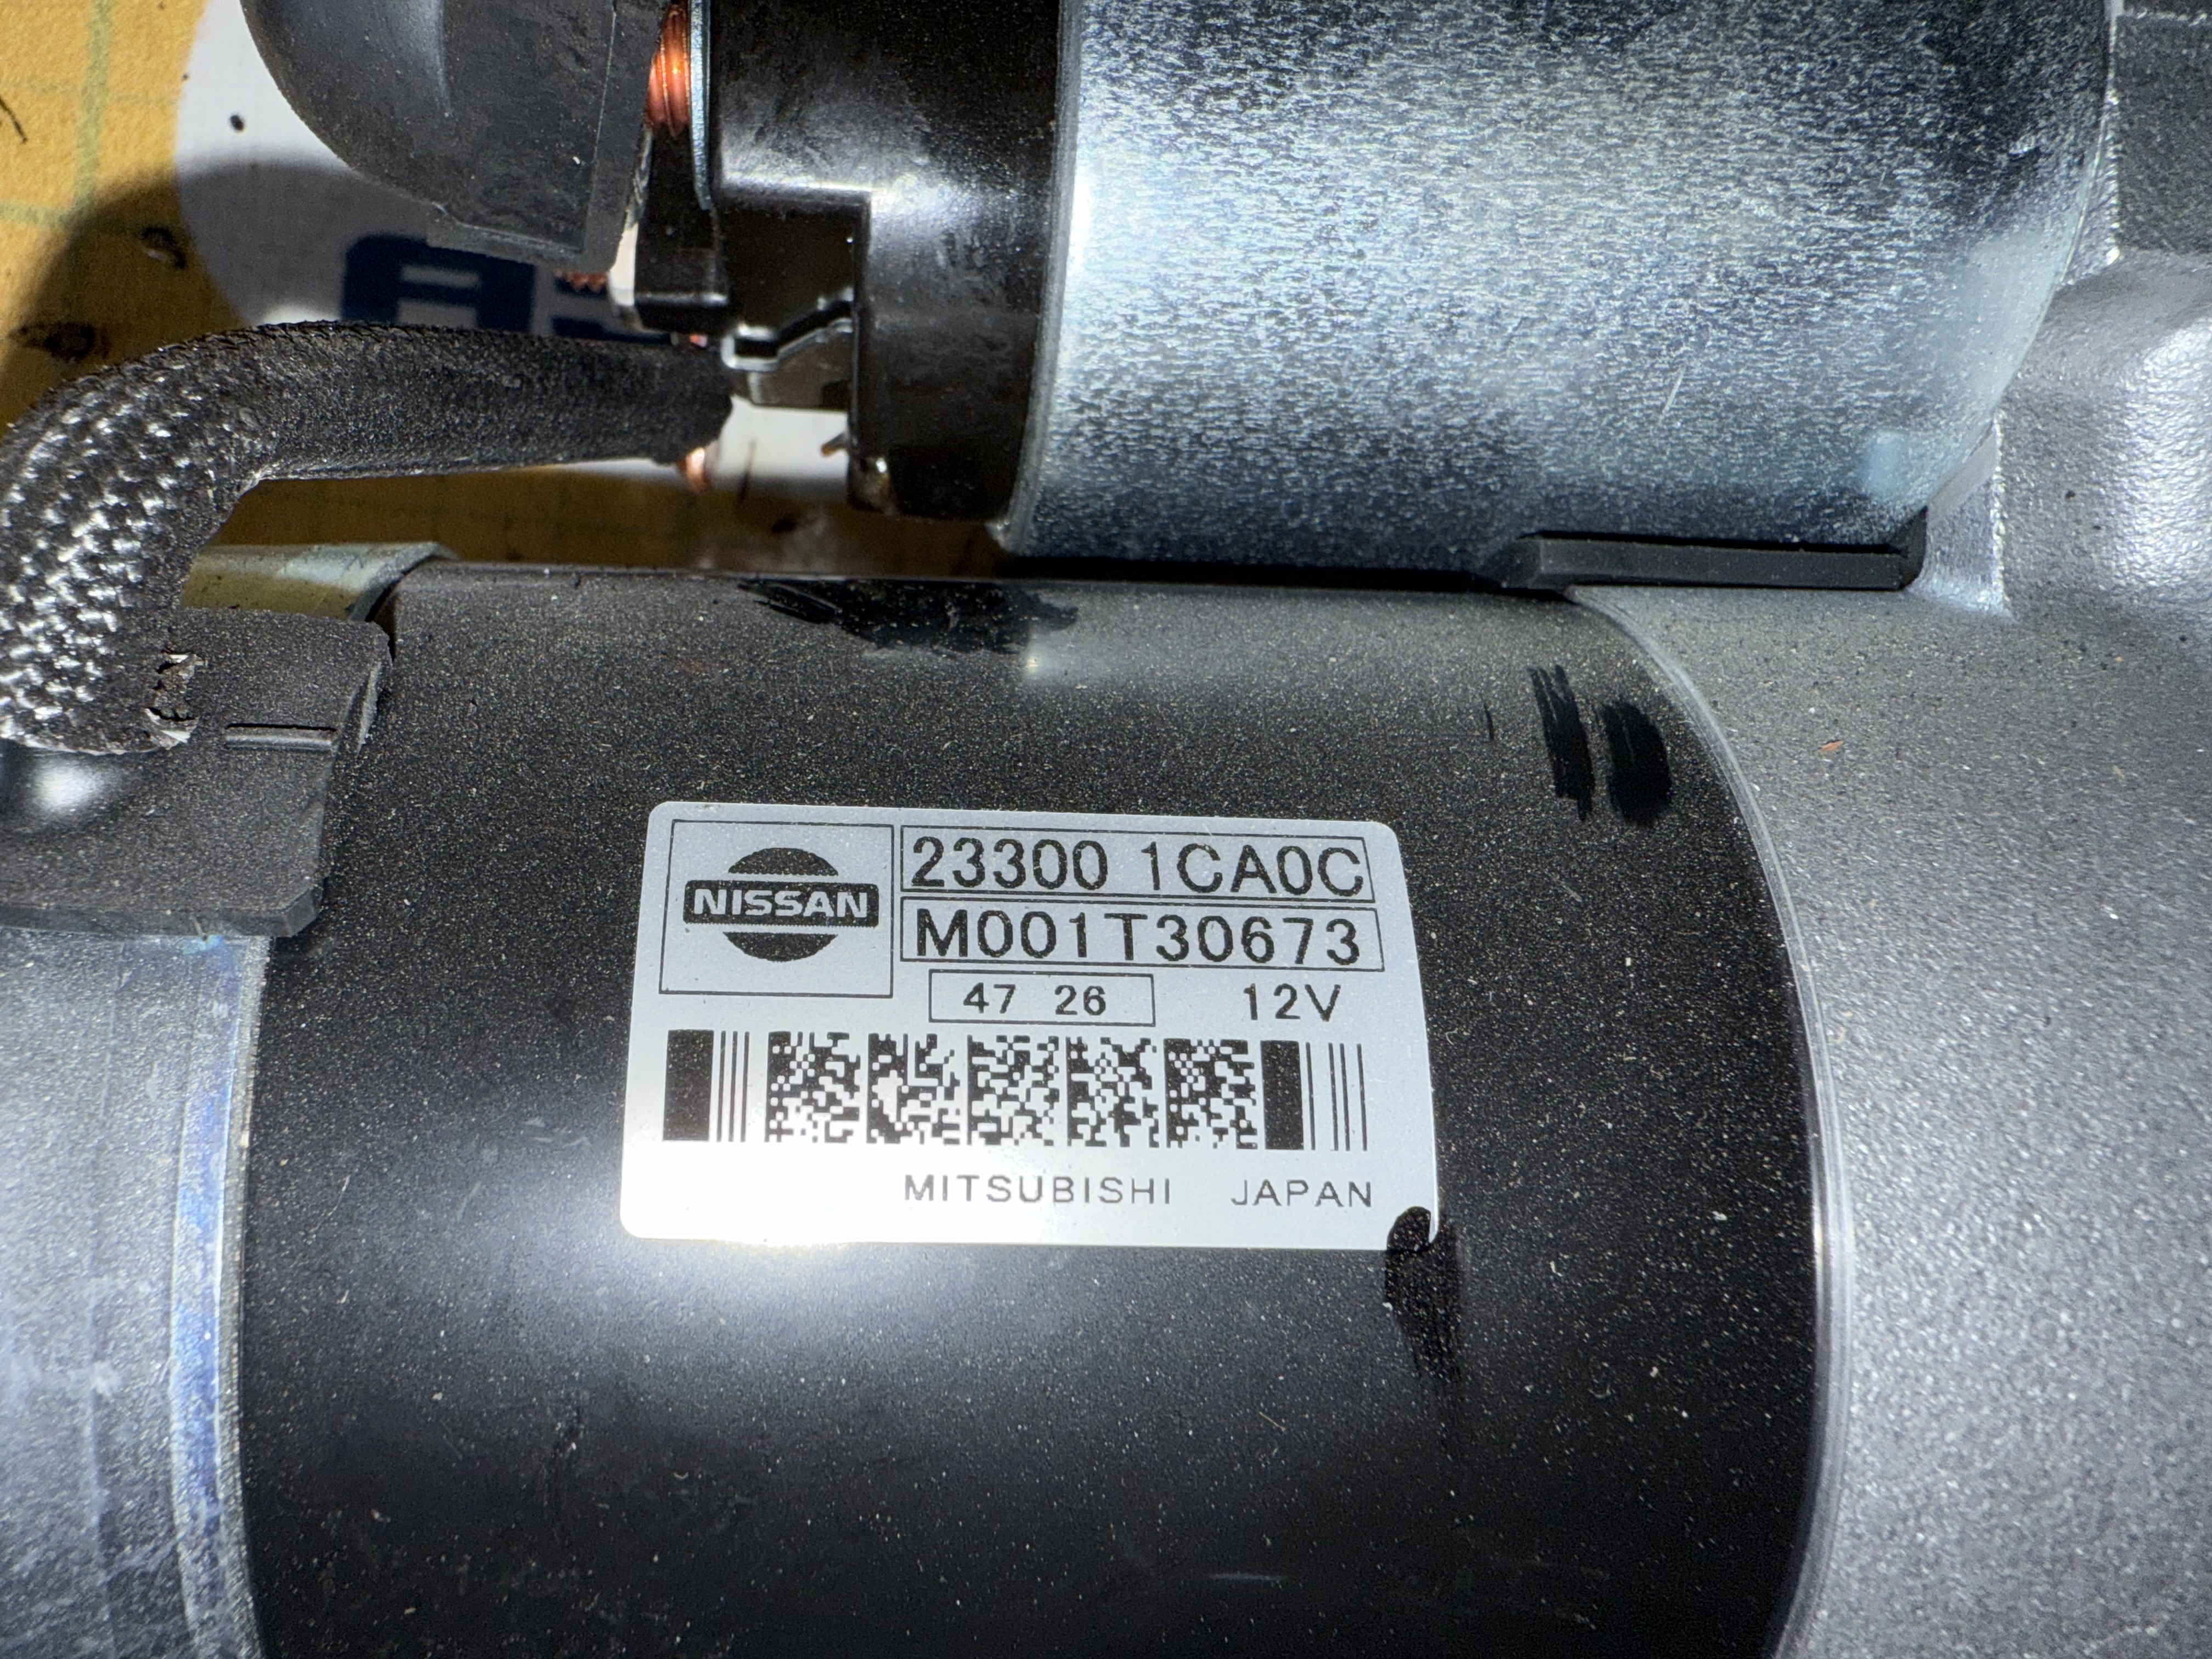 NISSAN
23300 1CA0C
M001T30673
47 26 12V
MITSUBISHI JAPAN